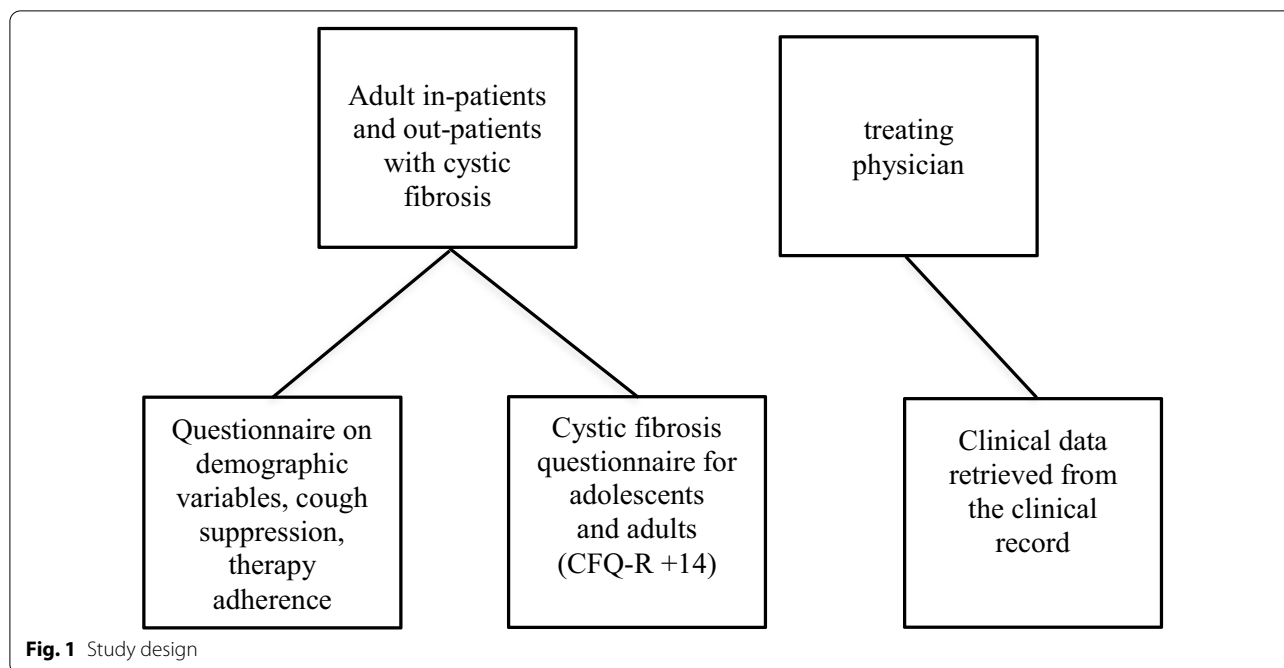 Adult in-patients
and out-patients
with cystic
fibrosis
treating
physician
Questionnaire on
demographic
variables, cough
suppression,
therapy
adherence
Cystic fibrosis
questionnaire for
adolescents
and adults
(CFQ-R +14)
Clinical data
retrieved from
the clinical
record
Fig. 1 Study design